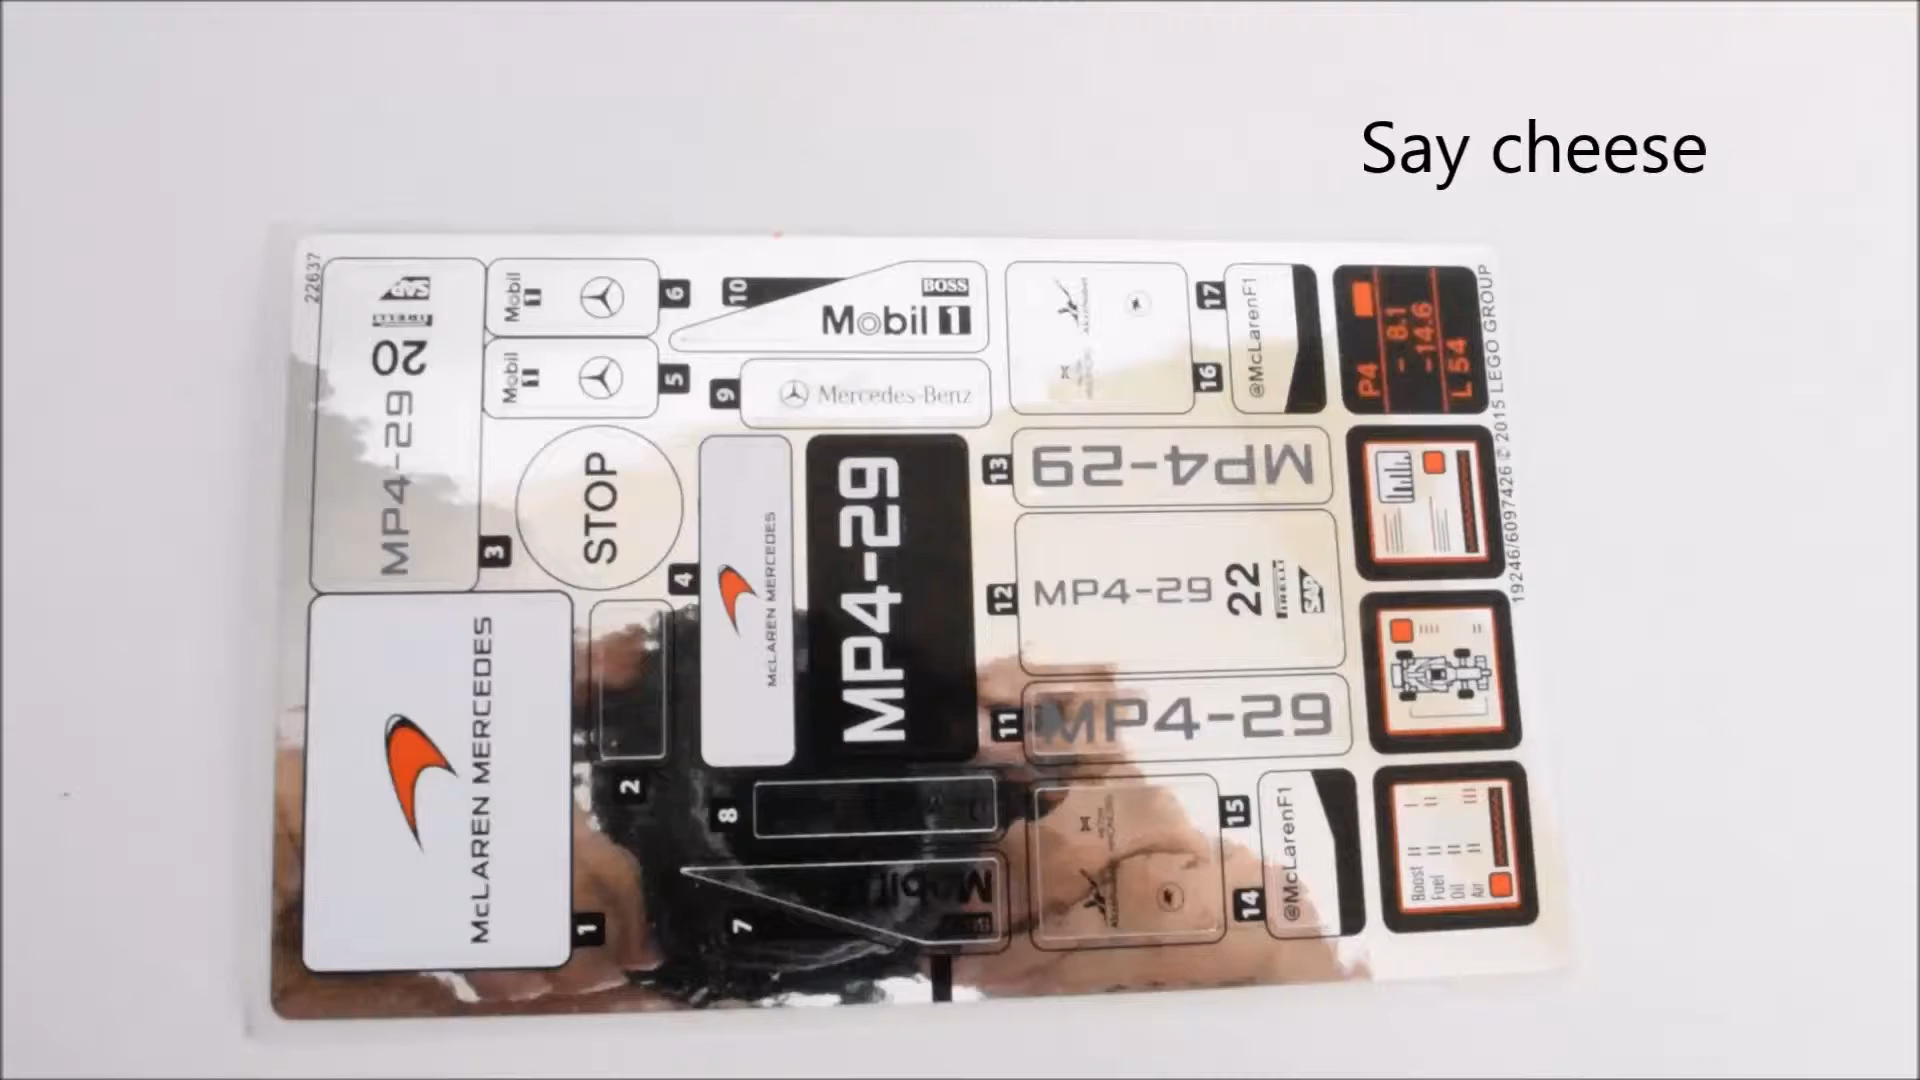 Say cheese
22637
SAP
PIRELLI
20
MP4-29
3
Mobil 1
6
Mobil 1
5
10
BOSS
Mobil 1
9
Mercedes-Benz
17
16
@McLarenF1
P4
- 8.1
-14.6
L 54
19246/6097426 © 2015 LEGO GROUP
STOP
4
McLAREN MERCEDES
MP4-29
13
MP4-29
12
MP4-29
22
PIRELLI
SAP
11
MP4-29
McLAREN MERCEDES
1
2
8
7
Mobil
15
14
@McLarenF1
Boost
Fuel
Oil
Air